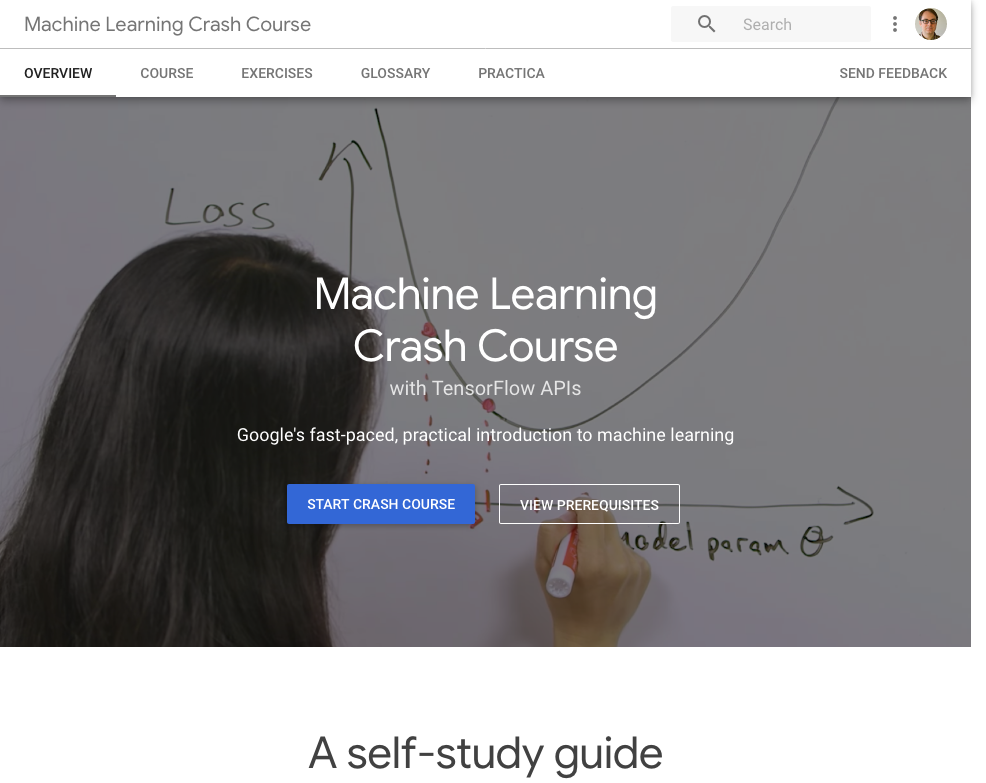 Machine Learning Crash Course
Search
OVERVIEW COURSE EXERCISES GLOSSARY PRACTICA SEND FEEDBACK
Loss
Machine Learning
Crash Course
with TensorFlow APIs
Google's fast-paced, practical introduction to machine learning
START CRASH COURSE VIEW PREREQUISITES
model param θ
A self-study guide